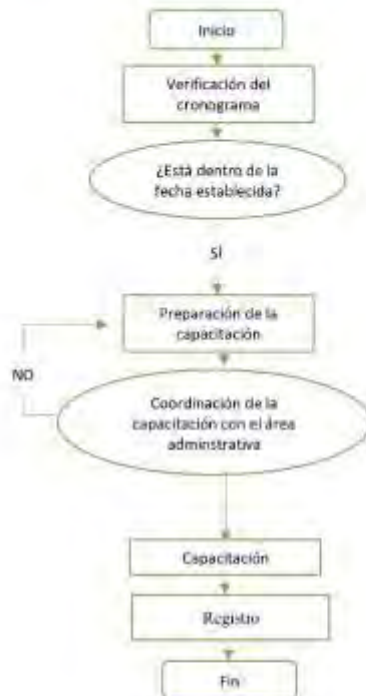 Inicio
Verificación del
cronograma
¿Está dentro de la
fecha establecida?
SÍ
Preparación de la
capacitación
NO
Coordinación de la
capacitación con el área
adminstrativa
Capacitación
Registro
Fin